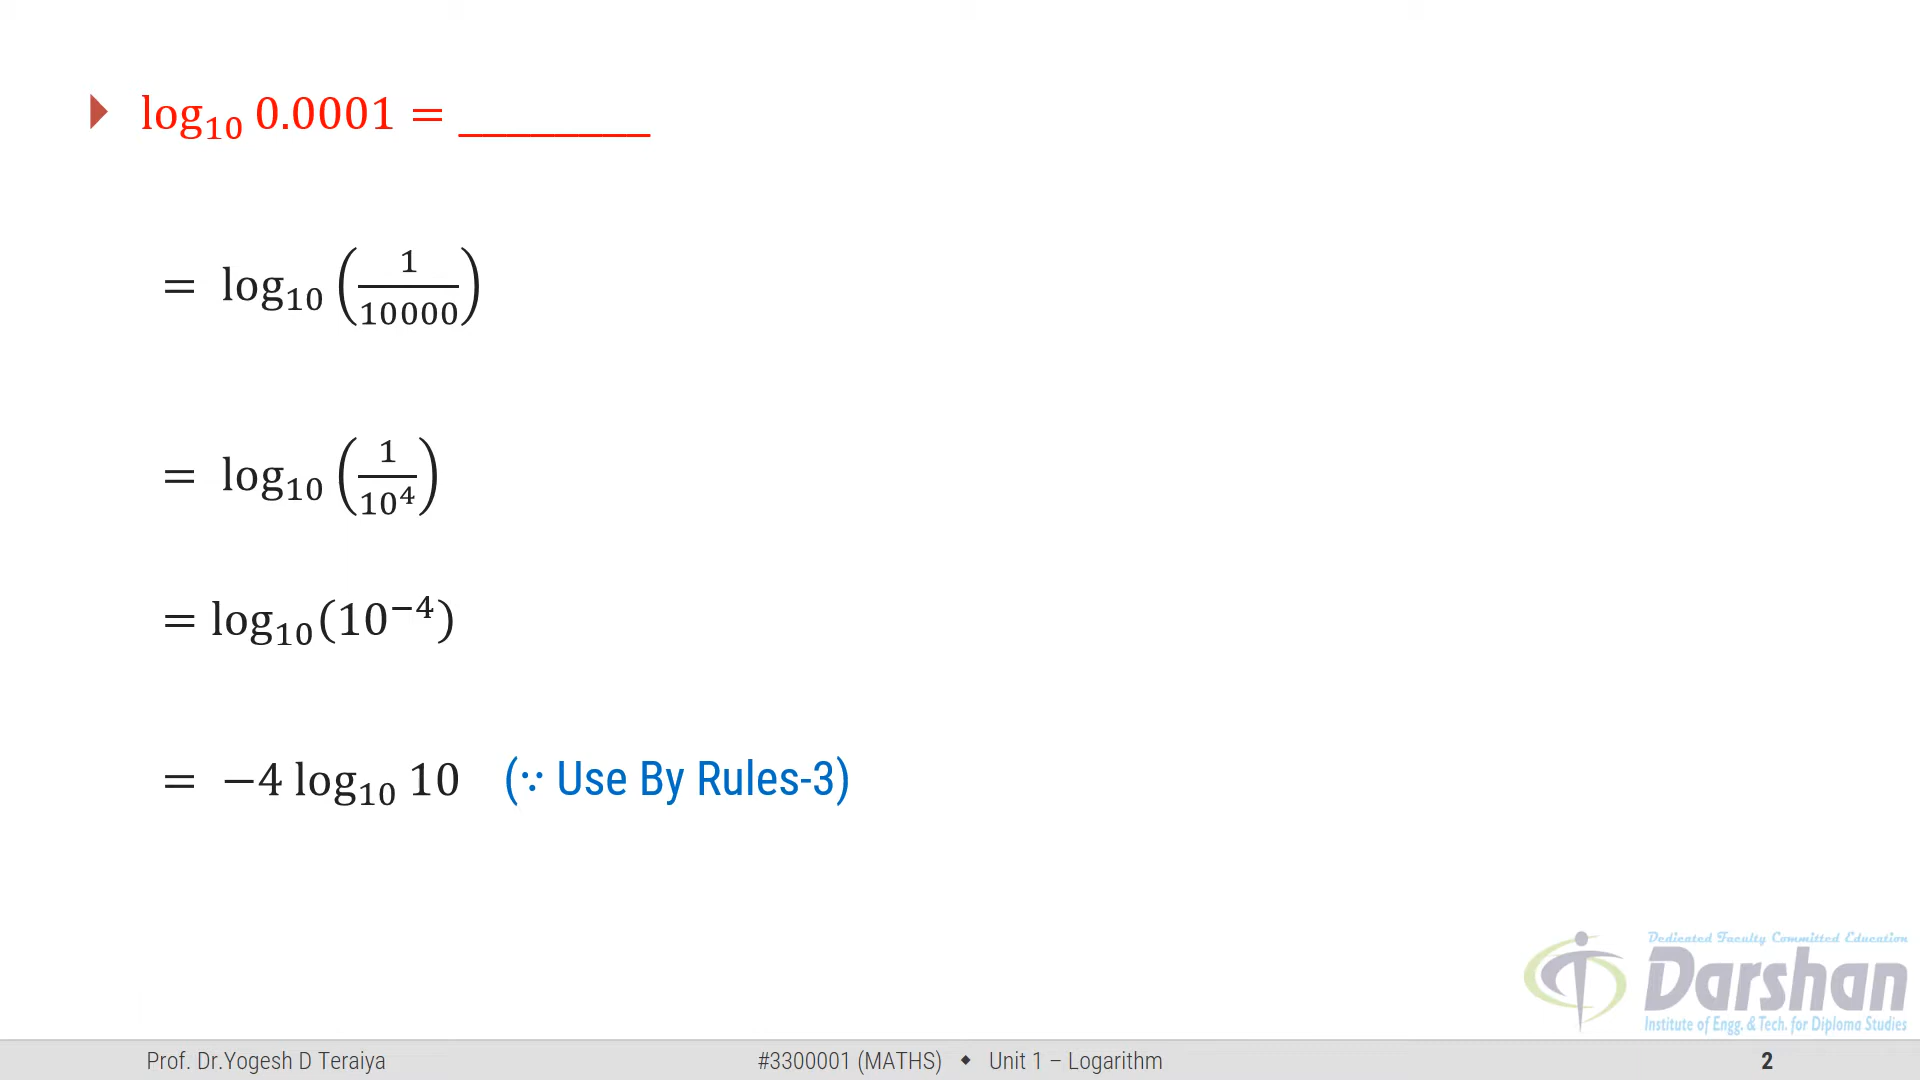 log₁₀ 0.0001 = ________
= log₁₀ (1/10000)
= log₁₀ (1/10⁴)
= log₁₀(10⁻⁴)
= −4 log₁₀ 10 (∵ Use By Rules-3)
Dedicated Faculty Committed Education
Darshan
Institute of Engg. & Tech. for Diploma Studies
Prof. Dr.Yogesh D Teraiya #3300001 (MATHS) ◆ Unit 1 – Logarithm 2